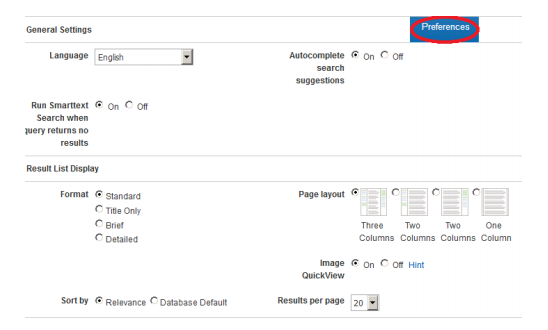 General Settings
Preferences
Language English
Autocomplete On Off
search
suggestions
Run Smarttext On Off
Search when
query returns no
results
Result List Display
Format Standard
Title Only
Brief
Detailed
Page layout
Three Two Two One
Columns Columns Columns Column
Image On Off Hint
QuickView
Sort by Relevance Database Default
Results per page 20